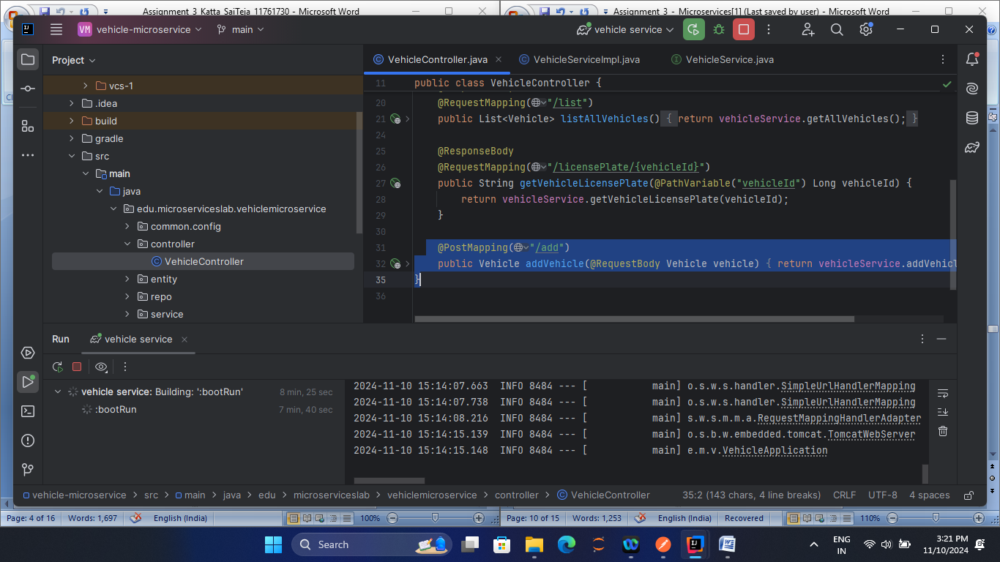 Assignment_3_Katta_SaiTeja_11761730 - Microsoft Word
Assignment_3_-_Microservices[1] (Last saved by user) - Microsoft Word
VM vehicle-microservice
main
vehicle service
Project
VehicleController.java
VehicleServiceImpl.java
VehicleService.java
vcs-1
.idea
build
gradle
src
main
java
edu.microserviceslab.vehiclemicroservice
common.config
controller
VehicleController
entity
repo
service
11 public class VehicleController {
20 @RequestMapping("/list")
21 public List<Vehicle> listAllVehicles() { return vehicleService.getAllVehicles(); }
24
25 @ResponseBody
26 @RequestMapping("/licensePlate/{vehicleId}")
27 public String getVehicleLicensePlate(@PathVariable("vehicleId") Long vehicleId) {
28 return vehicleService.getVehicleLicensePlate(vehicleId);
29 }
30
31 @PostMapping("/add")
32 public Vehicle addVehicle(@RequestBody Vehicle vehicle) { return vehicleService.addVehicl
35 }
36
Run
vehicle service
vehicle service: Building: ':bootRun' 8 min, 25 sec
:bootRun 7 min, 40 sec
2024-11-10 15:14:07.663 INFO 8484 --- [ main] o.s.w.s.handler.SimpleUrlHandlerMapping
2024-11-10 15:14:07.738 INFO 8484 --- [ main] o.s.w.s.handler.SimpleUrlHandlerMapping
2024-11-10 15:14:08.216 INFO 8484 --- [ main] s.w.s.m.m.a.RequestMappingHandlerAdapter
2024-11-10 15:14:15.139 INFO 8484 --- [ main] o.s.b.w.embedded.tomcat.TomcatWebServer
2024-11-10 15:14:15.148 INFO 8484 --- [ main] e.m.v.VehicleApplication
vehicle-microservice > src > main > java > edu > microserviceslab > vehiclemicroservice > controller > VehicleController
35:2 (143 chars, 4 line breaks) CRLF UTF-8 4 spaces
Page: 4 of 16 Words: 1,697 English (India) 100%
Page: 10 of 15 Words: 1,253 English (India) Recovered 110%
Search
ENG
IN
3:21 PM
11/10/2024